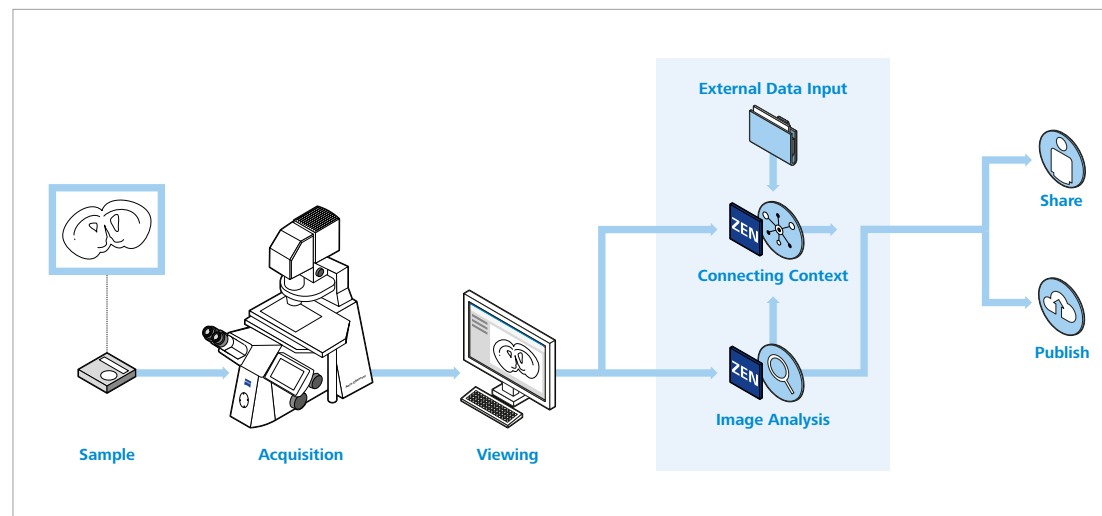 External Data Input
ZEN
Connecting Context
Share
ZEN
Image Analysis
Publish
Sample
Acquisition
Viewing